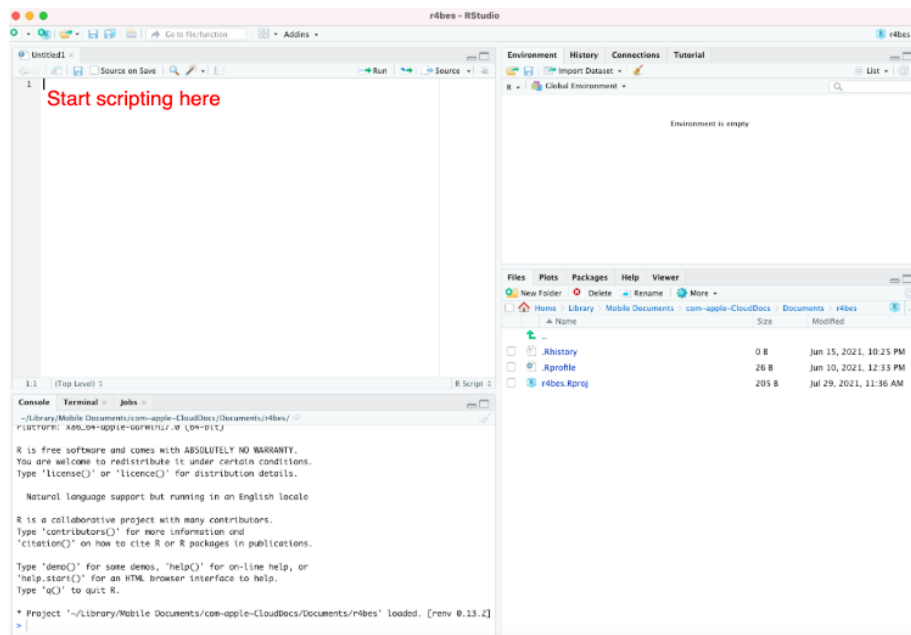 r4bes - RStudio
Go to file/function
Addins
r4bes
Untitled1
Source on Save
Run
Source
1
Start scripting here
1:1
(Top Level)
R Script
Console
Terminal
Jobs
~/Library/Mobile Documents/com~apple~CloudDocs/Documents/r4bes/
Platform: x86_64-apple-darwin17.0 (64-bit)
R is free software and comes with ABSOLUTELY NO WARRANTY.
You are welcome to redistribute it under certain conditions.
Type 'license()' or 'licence()' for distribution details.
Natural language support but running in an English locale
R is a collaborative project with many contributors.
Type 'contributors()' for more information and
'citation()' on how to cite R or R packages in publications.
Type 'demo()' for some demos, 'help()' for on-line help, or
'help.start()' for an HTML browser interface to help.
Type 'q()' to quit R.
* Project '~/Library/Mobile Documents/com~apple~CloudDocs/Documents/r4bes' loaded. [renv 0.13.2]
>
Environment
History
Connections
Tutorial
Import Dataset
List
R
Global Environment
Environment is empty
Files
Plots
Packages
Help
Viewer
New Folder
Delete
Rename
More
Home
Library
Mobile Documents
com~apple~CloudDocs
Documents
r4bes
Name
Size
Modified
..
.Rhistory
0 B
Jun 15, 2021, 10:25 PM
.Rprofile
26 B
Jun 10, 2021, 12:33 PM
r4bes.Rproj
205 B
Jul 29, 2021, 11:36 AM